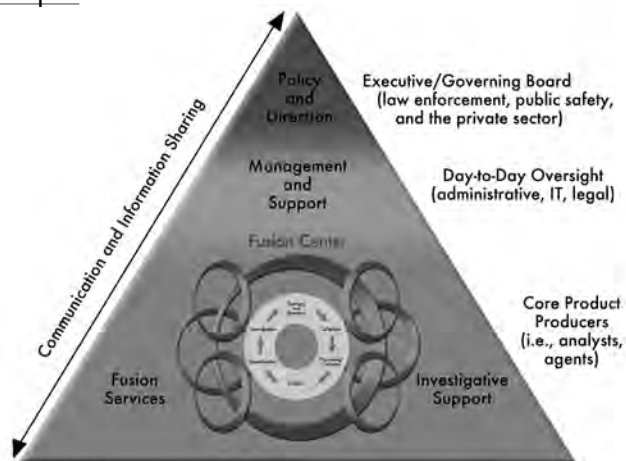 Policy
and
Direction
Executive/Governing Board
(law enforcement, public safety,
and the private sector)
Communication and Information Sharing
Management
and
Support
Day-to-Day Oversight
(administrative, IT, legal)
Fusion Center
Core Product
Producers
(i.e., analysts,
agents)
Fusion
Services
Investigative
Support